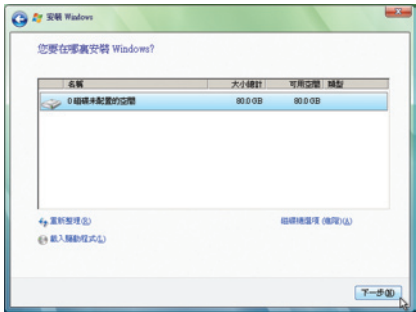 安裝 Windows
您要在哪裏安裝 Windows?
名稱 大小總計 可用空間 類型
0 磁碟未配置的空間 80.0 GB 80.0 GB
重新整理(R) 磁碟機選項 (進階)(A)
載入驅動程式(L)
下一步(N)